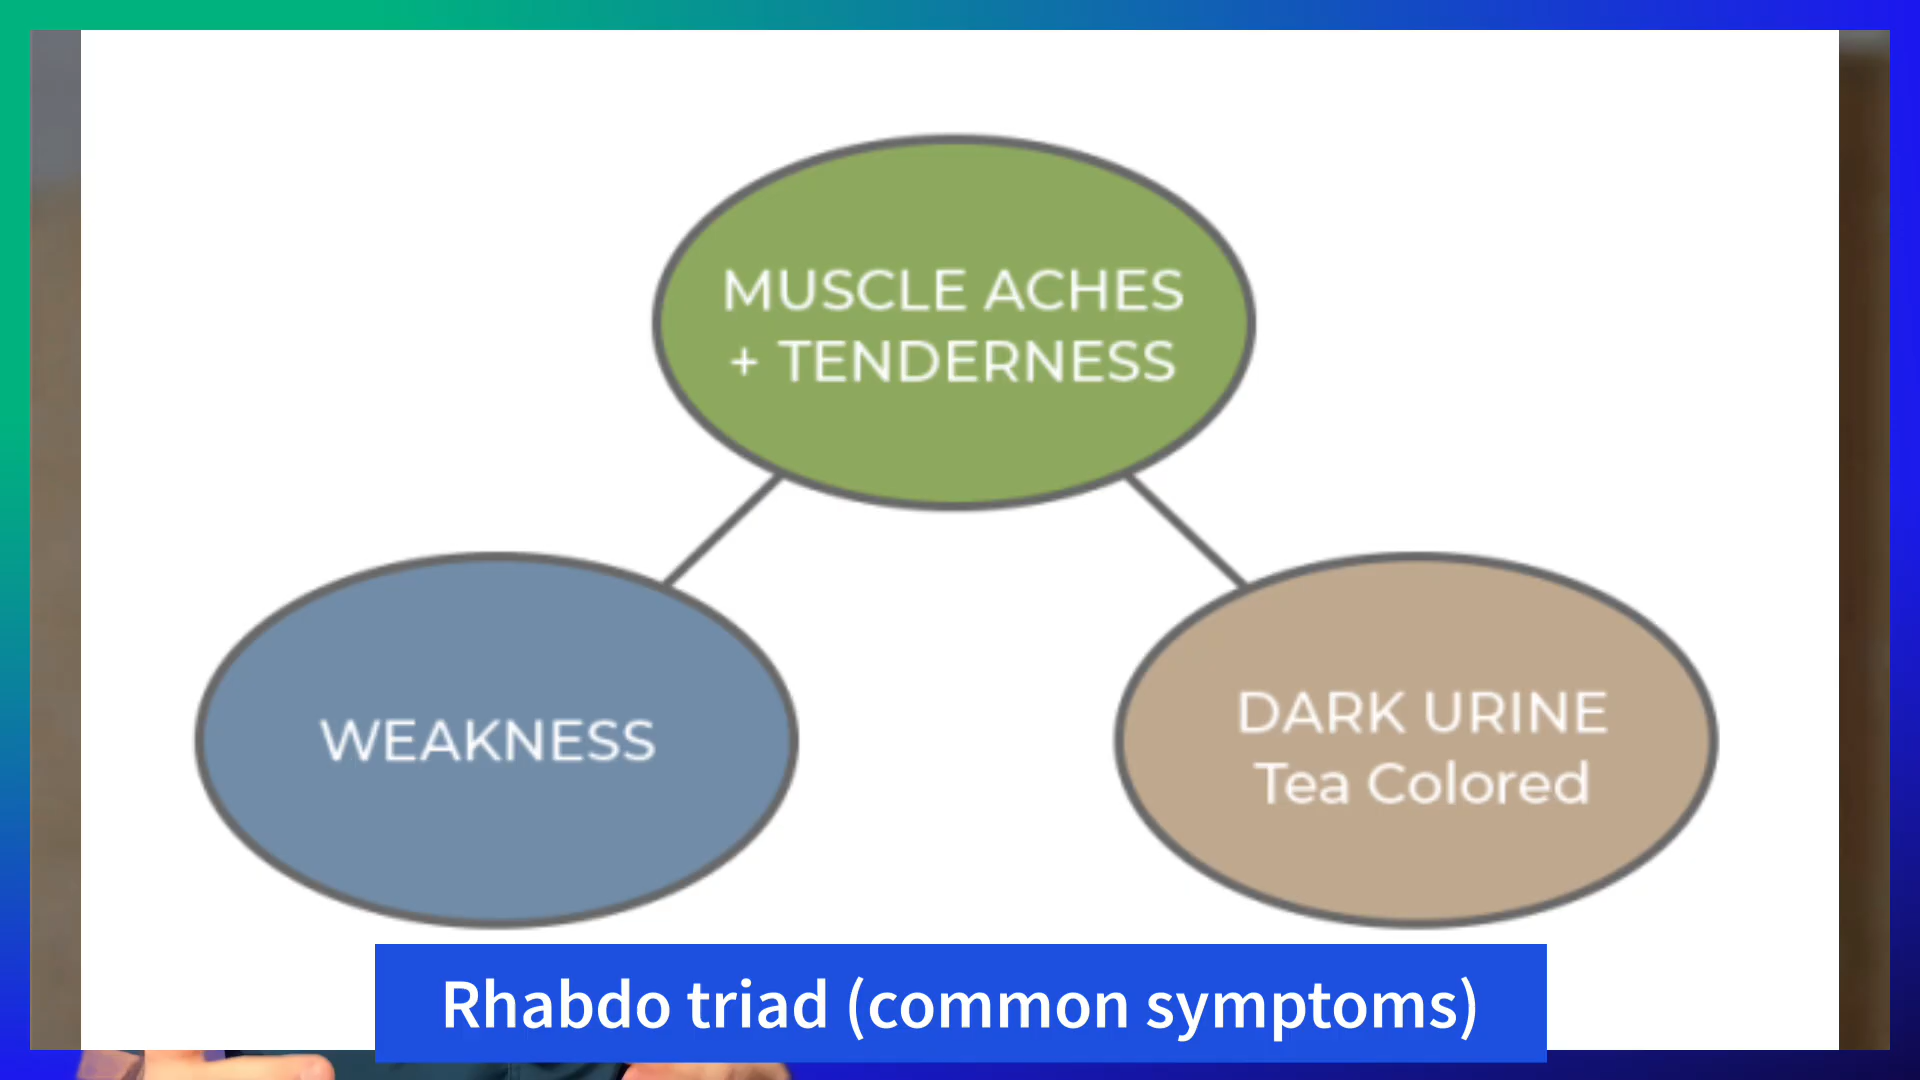 MUSCLE ACHES
+ TENDERNESS
WEAKNESS
DARK URINE
Tea Colored
Rhabdo triad (common symptoms)